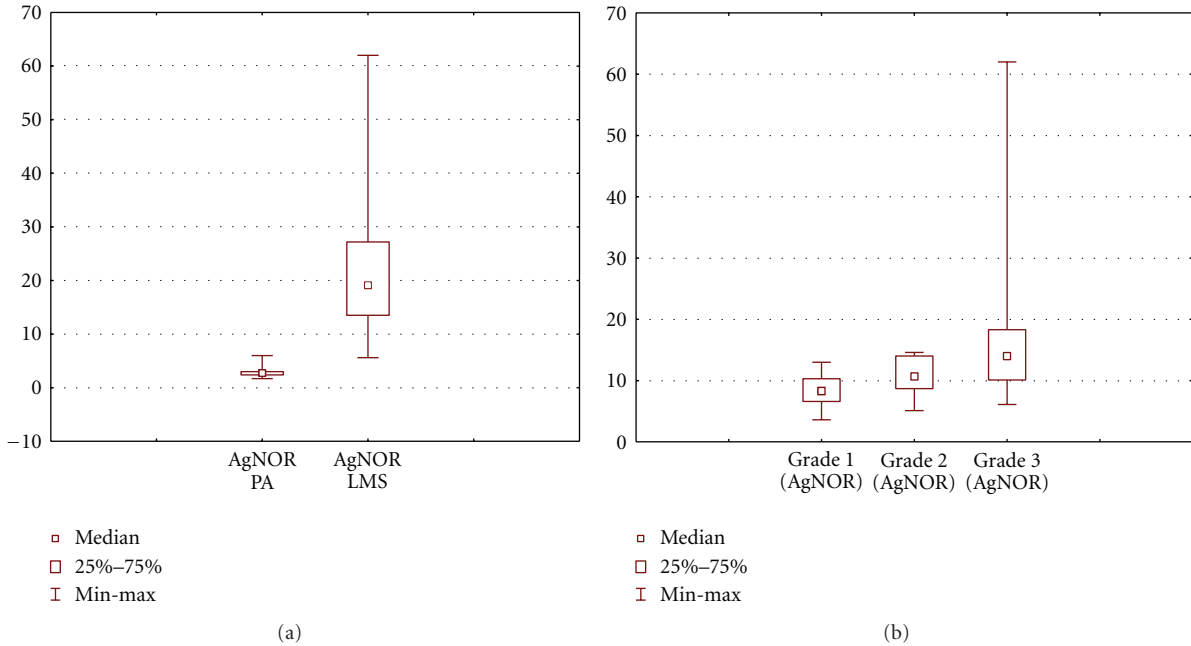 70
60
50
40
30
20
10
0
−10
AgNOR
PA
AgNOR
LMS
Median
25%–75%
Min-max
(a)
70
60
50
40
30
20
10
0
Grade 1
(AgNOR)
Grade 2
(AgNOR)
Grade 3
(AgNOR)
Median
25%–75%
Min-max
(b)